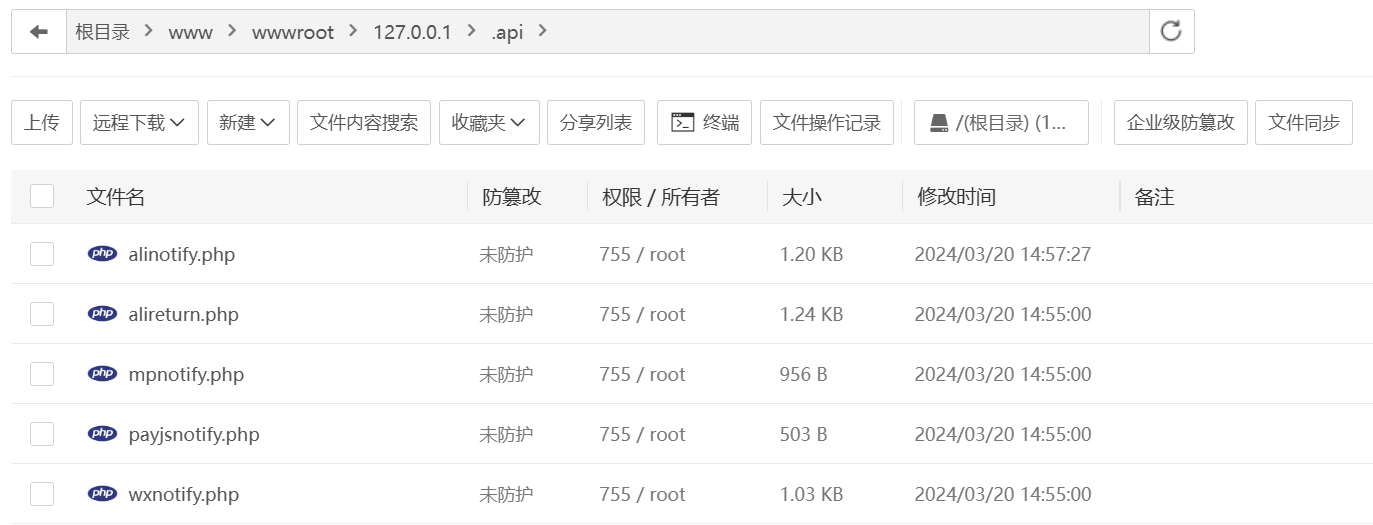 根目录 > www > wwwroot > 127.0.0.1 > .api >
上传 远程下载 新建 文件内容搜索 收藏夹 分享列表 终端 文件操作记录 /(根目录) (1... 企业级防篡改 文件同步
文件名 防篡改 权限 / 所有者 大小 修改时间 备注
php alinotify.php 未防护 755 / root 1.20 KB 2024/03/20 14:57:27
php alireturn.php 未防护 755 / root 1.24 KB 2024/03/20 14:55:00
php mpnotify.php 未防护 755 / root 956 B 2024/03/20 14:55:00
php payjsnotify.php 未防护 755 / root 503 B 2024/03/20 14:55:00
php wxnotify.php 未防护 755 / root 1.03 KB 2024/03/20 14:55:00